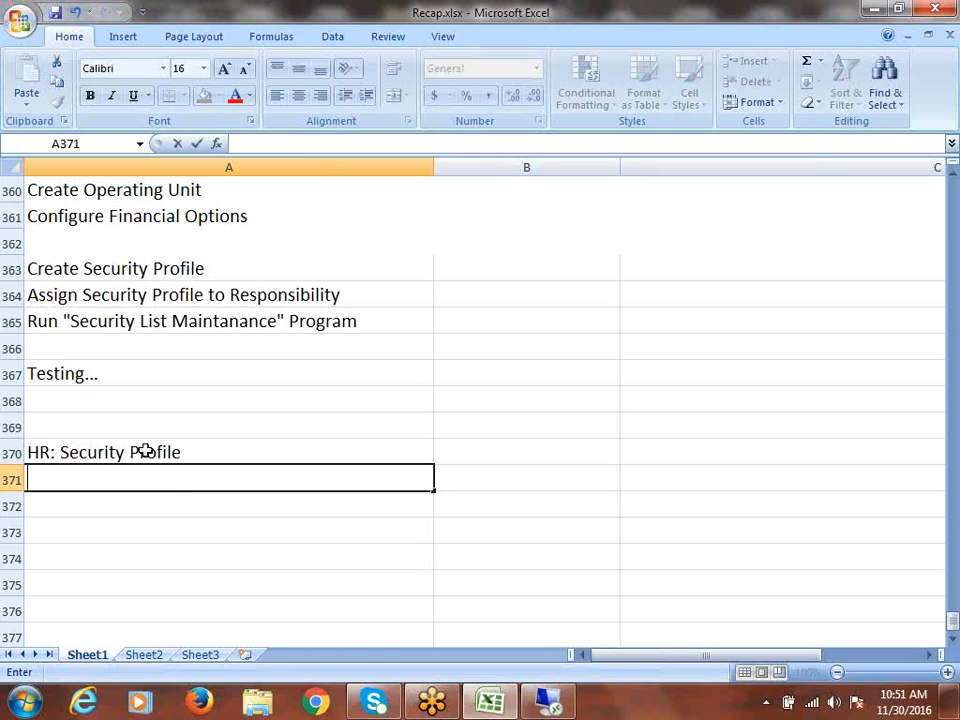 Recap.xlsx - Microsoft Excel
Home Insert Page Layout Formulas Data Review View
Paste
Clipboard
Calibri 16
B I U A
Font
Alignment
General
$ % ,
Number
Conditional Formatting
Format as Table
Cell Styles
Styles
Insert
Delete
Format
Cells
Sort & Filter
Find & Select
Editing
A371 fx
A B C
360 Create Operating Unit
361 Configure Financial Options
362
363 Create Security Profile
364 Assign Security Profile to Responsibility
365 Run "Security List Maintanance" Program
366
367 Testing...
368
369
370 HR: Security Profile
371
372
373
374
375
376
377
Sheet1 Sheet2 Sheet3
Enter 100%
10:51 AM
11/30/2016